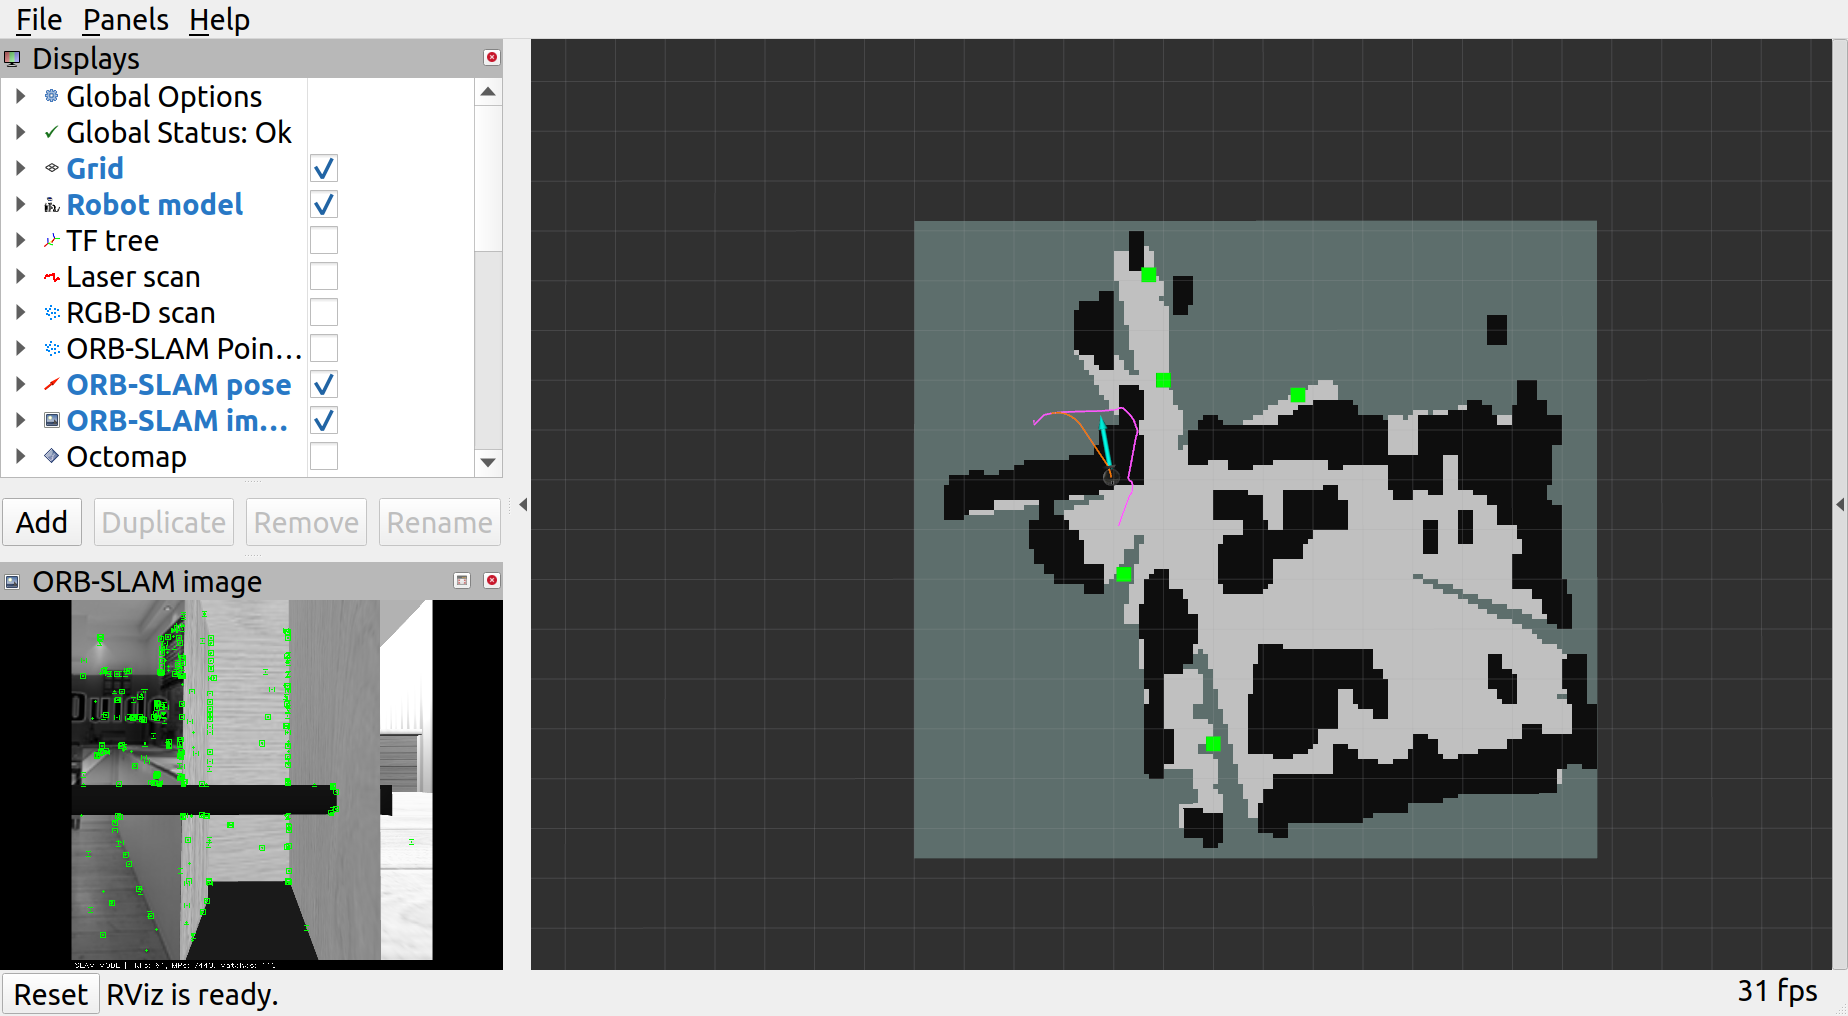 File Panels Help
Displays
Global Options
Global Status: Ok
Grid
Robot model
TF tree
Laser scan
RGB-D scan
ORB-SLAM Poin...
ORB-SLAM pose
ORB-SLAM im...
Octomap
Add Duplicate Remove Rename
ORB-SLAM image
SLAM MODE |
Reset RViz is ready.
31 fps